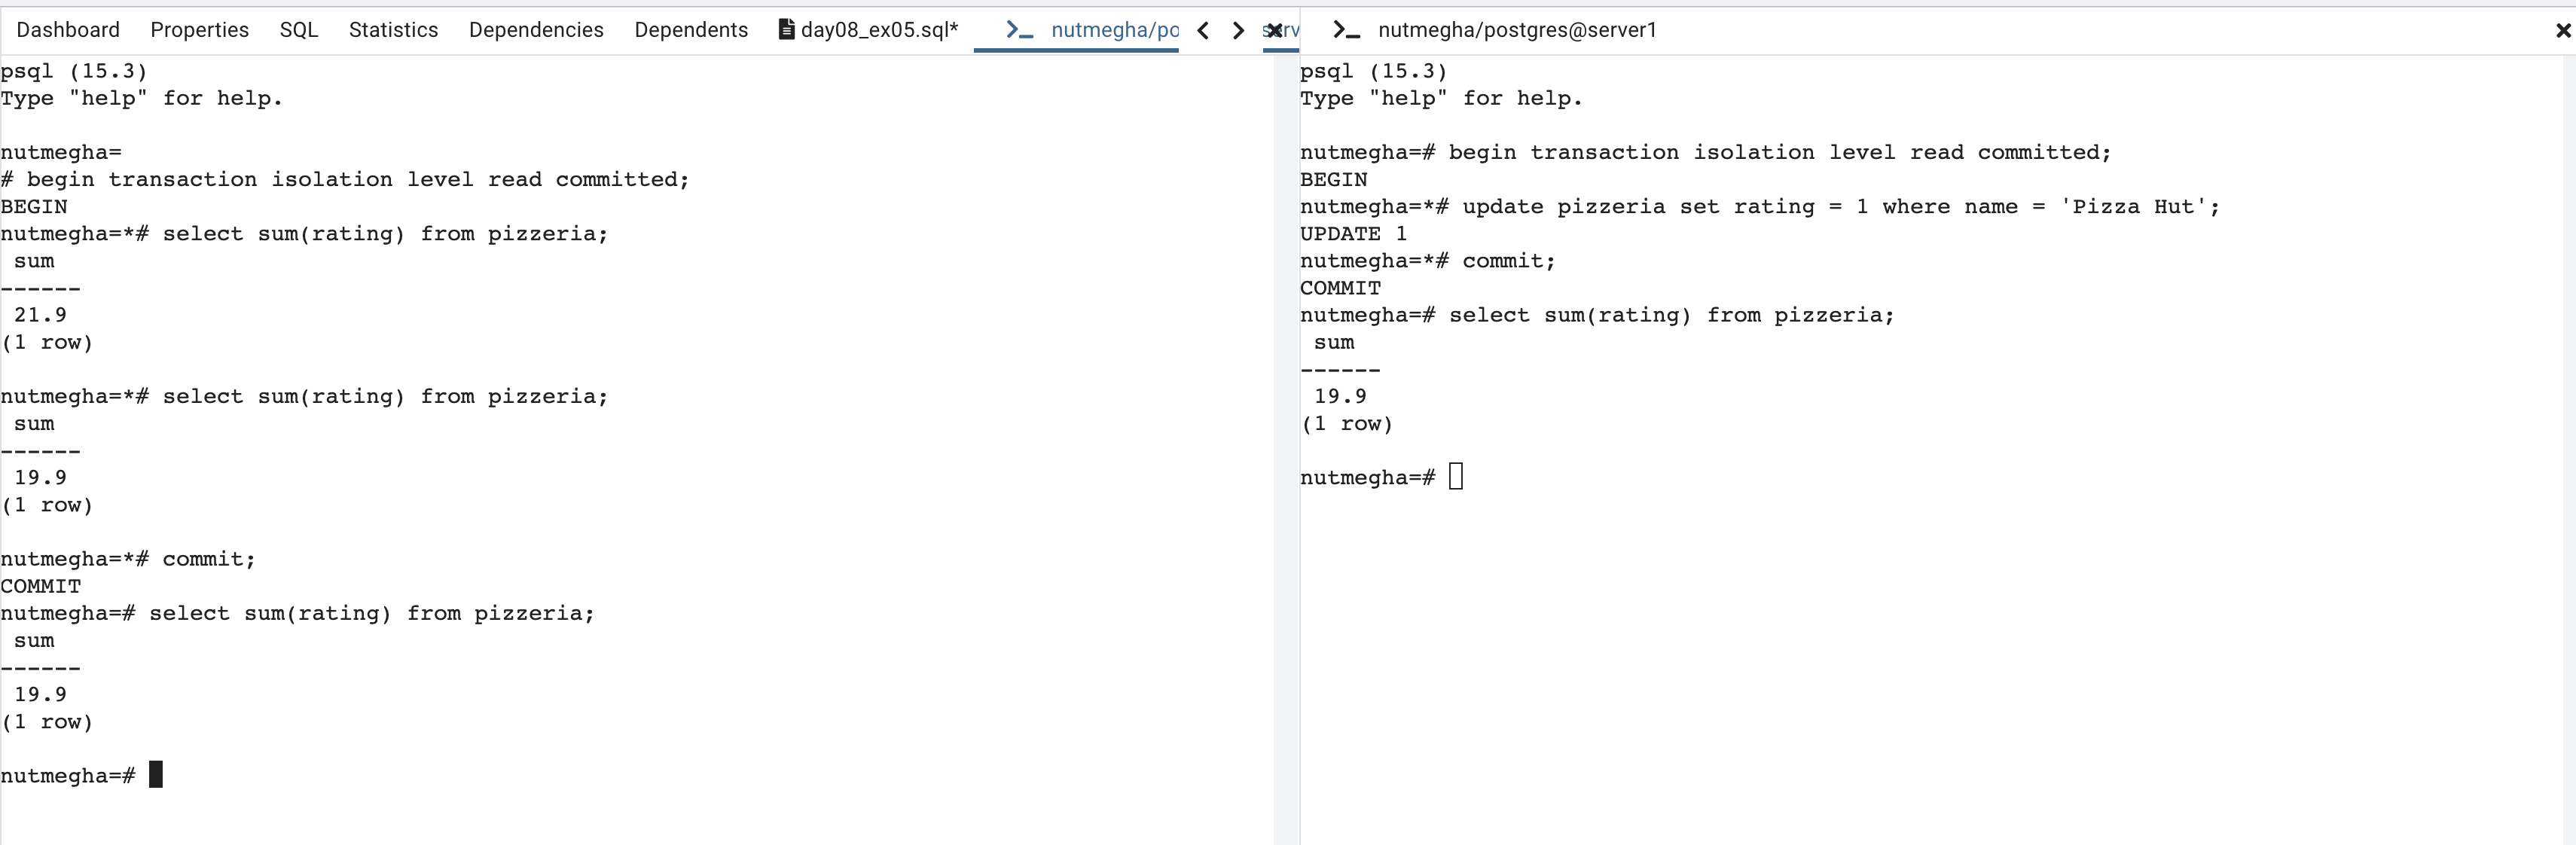 Dashboard Properties SQL Statistics Dependencies Dependents day08_ex05.sql* nutmegha/po
psql (15.3)
Type "help" for help.
nutmegha=
# begin transaction isolation level read committed;
BEGIN
nutmegha=*# select sum(rating) from pizzeria;
sum
------
21.9
(1 row)
nutmegha=*# select sum(rating) from pizzeria;
sum
------
19.9
(1 row)
nutmegha=*# commit;
COMMIT
nutmegha=# select sum(rating) from pizzeria;
sum
------
19.9
(1 row)
nutmegha=#
nutmegha/postgres@server1
psql (15.3)
Type "help" for help.
nutmegha=# begin transaction isolation level read committed;
BEGIN
nutmegha=*# update pizzeria set rating = 1 where name = 'Pizza Hut';
UPDATE 1
nutmegha=*# commit;
COMMIT
nutmegha=# select sum(rating) from pizzeria;
sum
------
19.9
(1 row)
nutmegha=#